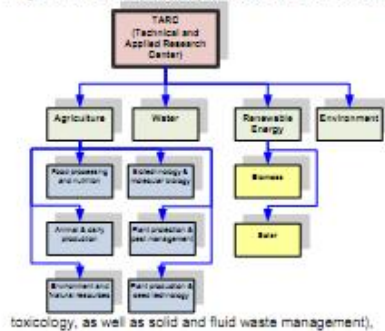 TARC
(Technical and
Applied Research
Center)
Agriculture
Water
Renewable
Energy
Environment
Food processing
and nutrition
Biotechnology &
molecular biology
Biomass
Animal & dairy
production
Plant protection &
pest management
Solar
Environment and
Natural resources
Plant production &
seed technology
toxicology, as well as solid and fluid waste management),